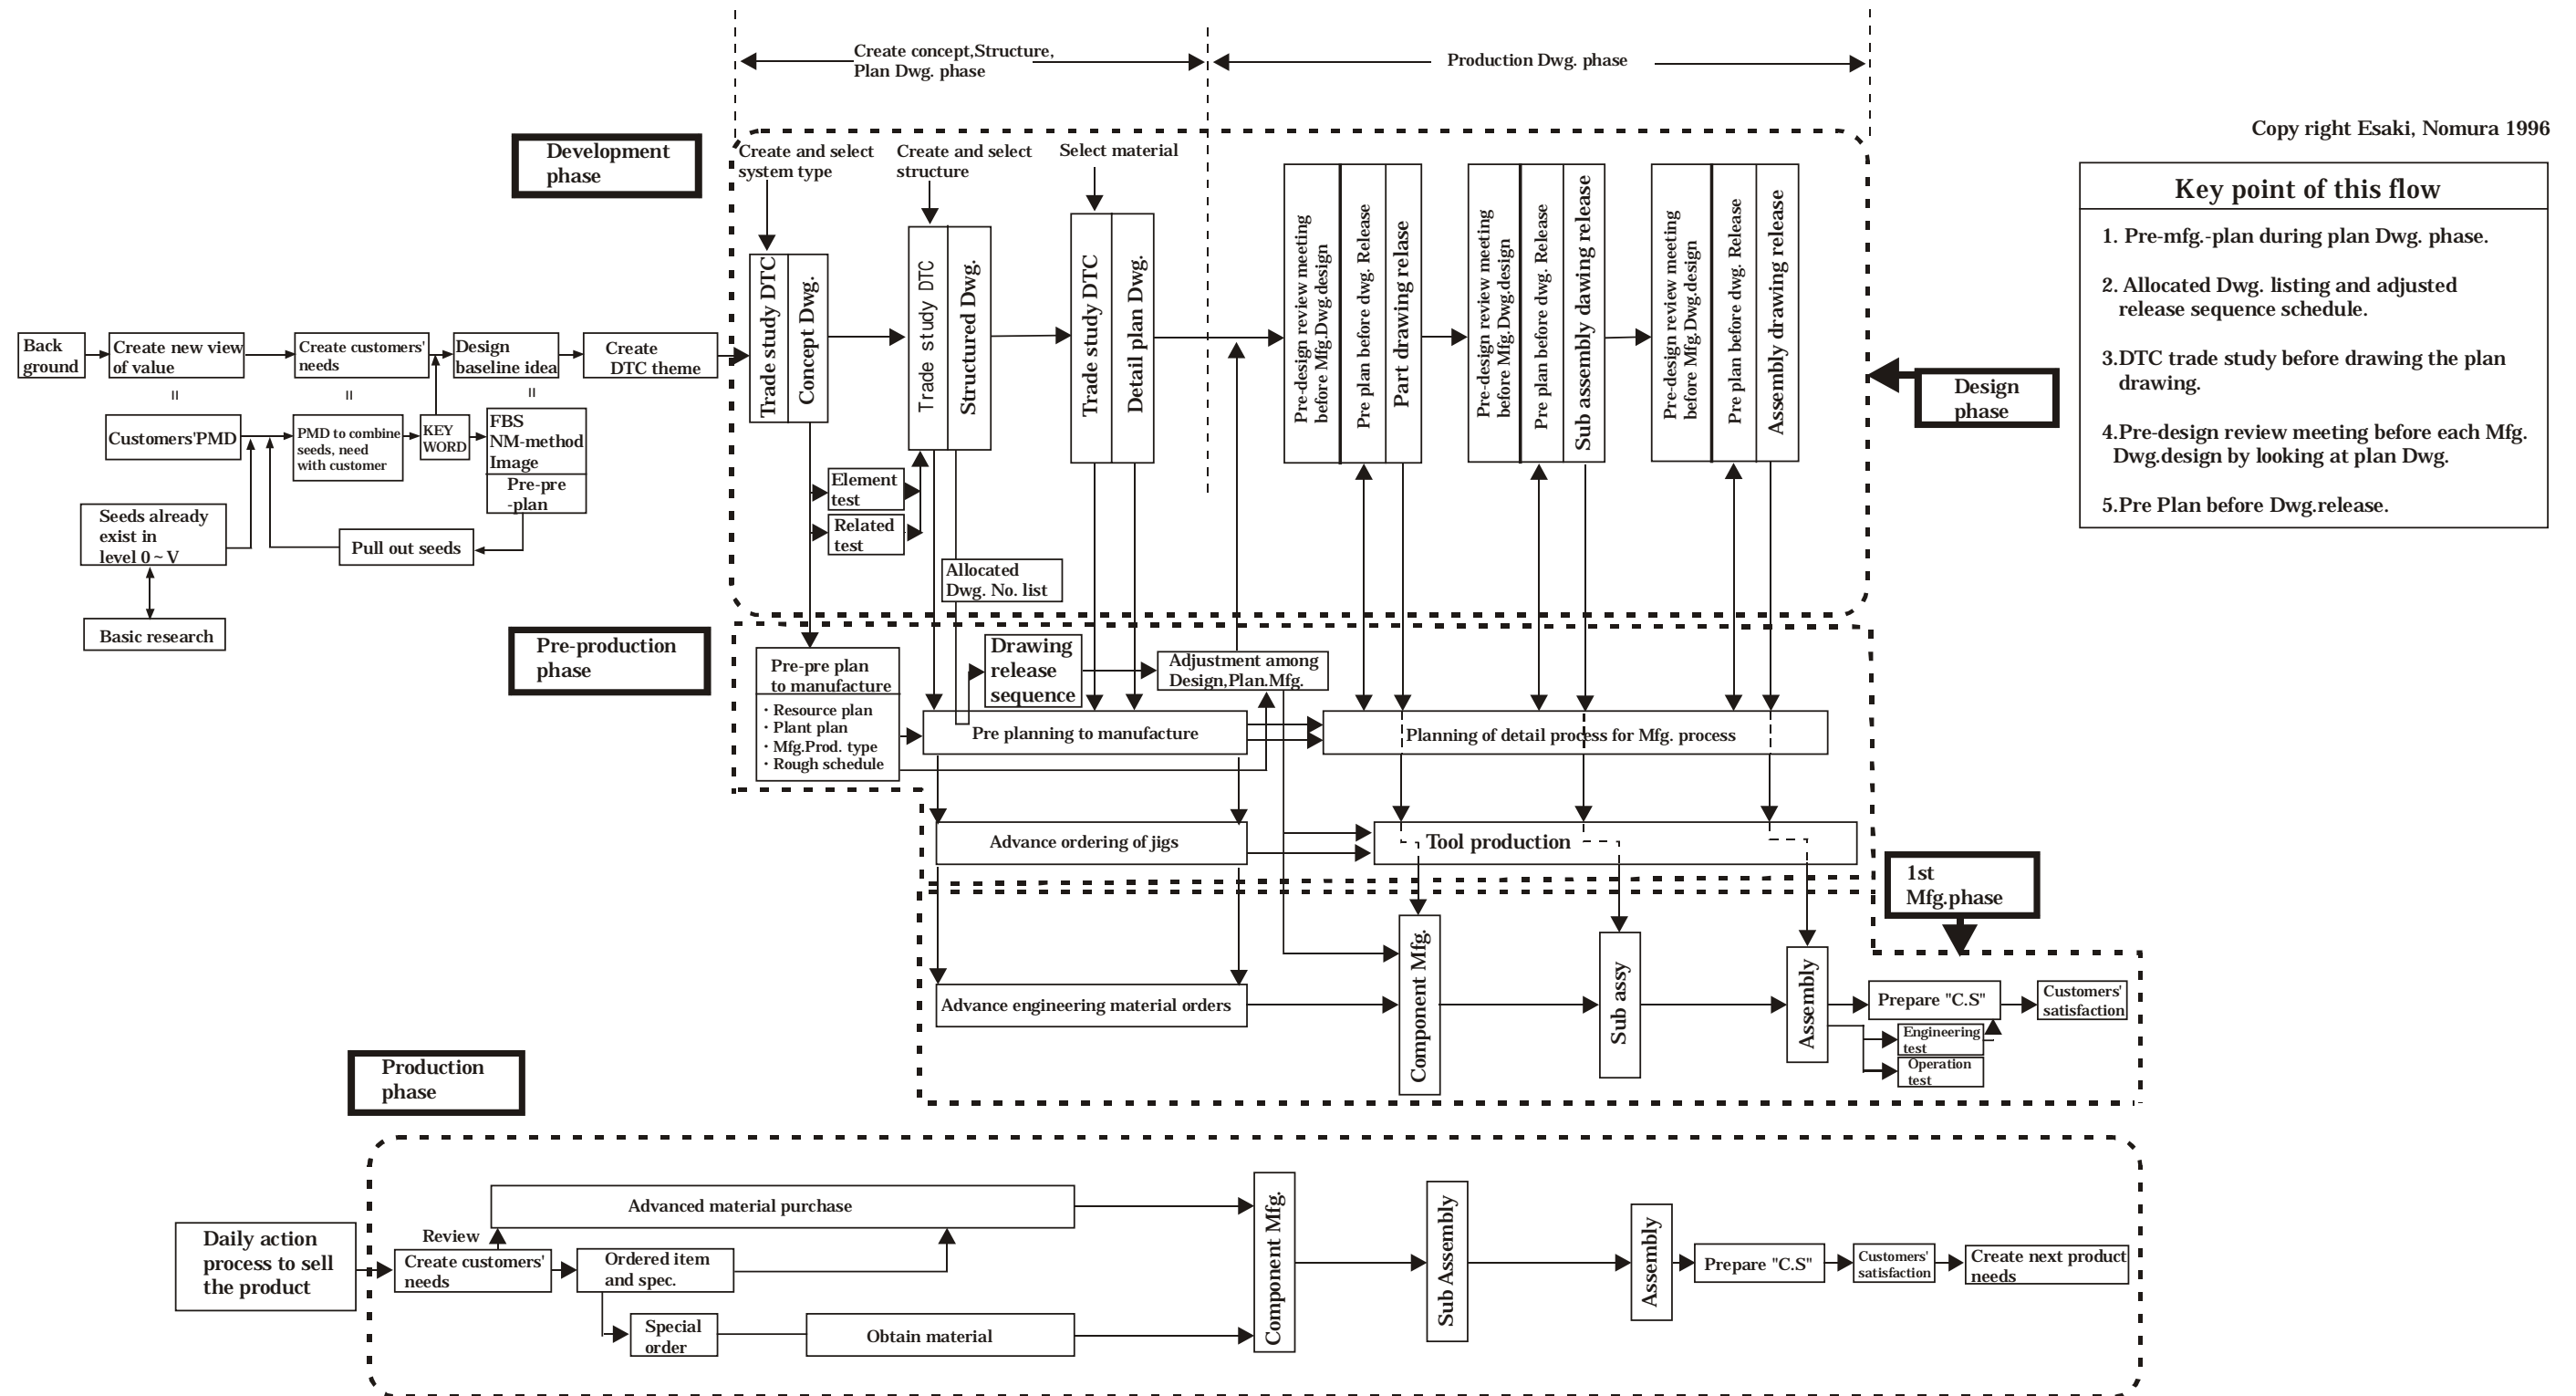 Create concept,Structure,
Plan Dwg. phase
Production Dwg. phase
Copy right Esaki, Nomura 1996
Development
phase
Create and select
system type
Create and select
structure
Select material
Trade study DTC
Concept Dwg.
Trade study DTC
Structured Dwg.
Trade study DTC
Detail plan Dwg.
Pre-design review meeting
before Mfg.Dwg.design
Pre plan before dwg. Release
Part drawing relase
Pre-design review meeting
before Mfg.Dwg.design
Pre plan before dwg. Release
Sub assembly dawing release
Pre-design review meeting
before Mfg.Dwg.design
Pre plan before dwg. Release
Assembly drawing release
Key point of this flow
1. Pre-mfg.-plan during plan Dwg. phase.
2. Allocated Dwg. listing and adjusted
release sequence schedule.
3.DTC trade study before drawing the plan
drawing.
4.Pre-design review meeting before each Mfg.
Dwg.design by looking at plan Dwg.
5.Pre Plan before Dwg.release.
Design
phase
Back
ground
Create new view
of value
Create customers'
needs
Design
baseline idea
Create
DTC theme
=
=
=
Customers'PMD
PMD to combine
seeds, need
with customer
KEY
WORD
FBS
NM-method
Image
Pre-pre
-plan
Seeds already
exist in
level 0 ~ V
Pull out seeds
Basic research
Element
test
Related
test
Allocated
Dwg. No. list
Pre-production
phase
Pre-pre plan
to manufacture
· Resource plan
· Plant plan
· Mfg.Prod. type
· Rough schedule
Drawing
release
sequence
Adjustment among
Design,Plan.Mfg.
Pre planning to manufacture
Planning of detail process for Mfg. process
Advance ordering of jigs
Tool production
1st
Mfg.phase
Advance engineering material orders
Component Mfg.
Sub assy
Assembly
Prepare "C.S"
Customers'
satisfaction
Engineering
test
Operation
test
Production
phase
Daily action
process to sell
the product
Review
Create customers'
needs
Advanced material purchase
Ordered item
and spec.
Special
order
Obtain material
Component Mfg.
Sub Assembly
Assembly
Prepare "C.S"
Customers'
satisfaction
Create next product
needs